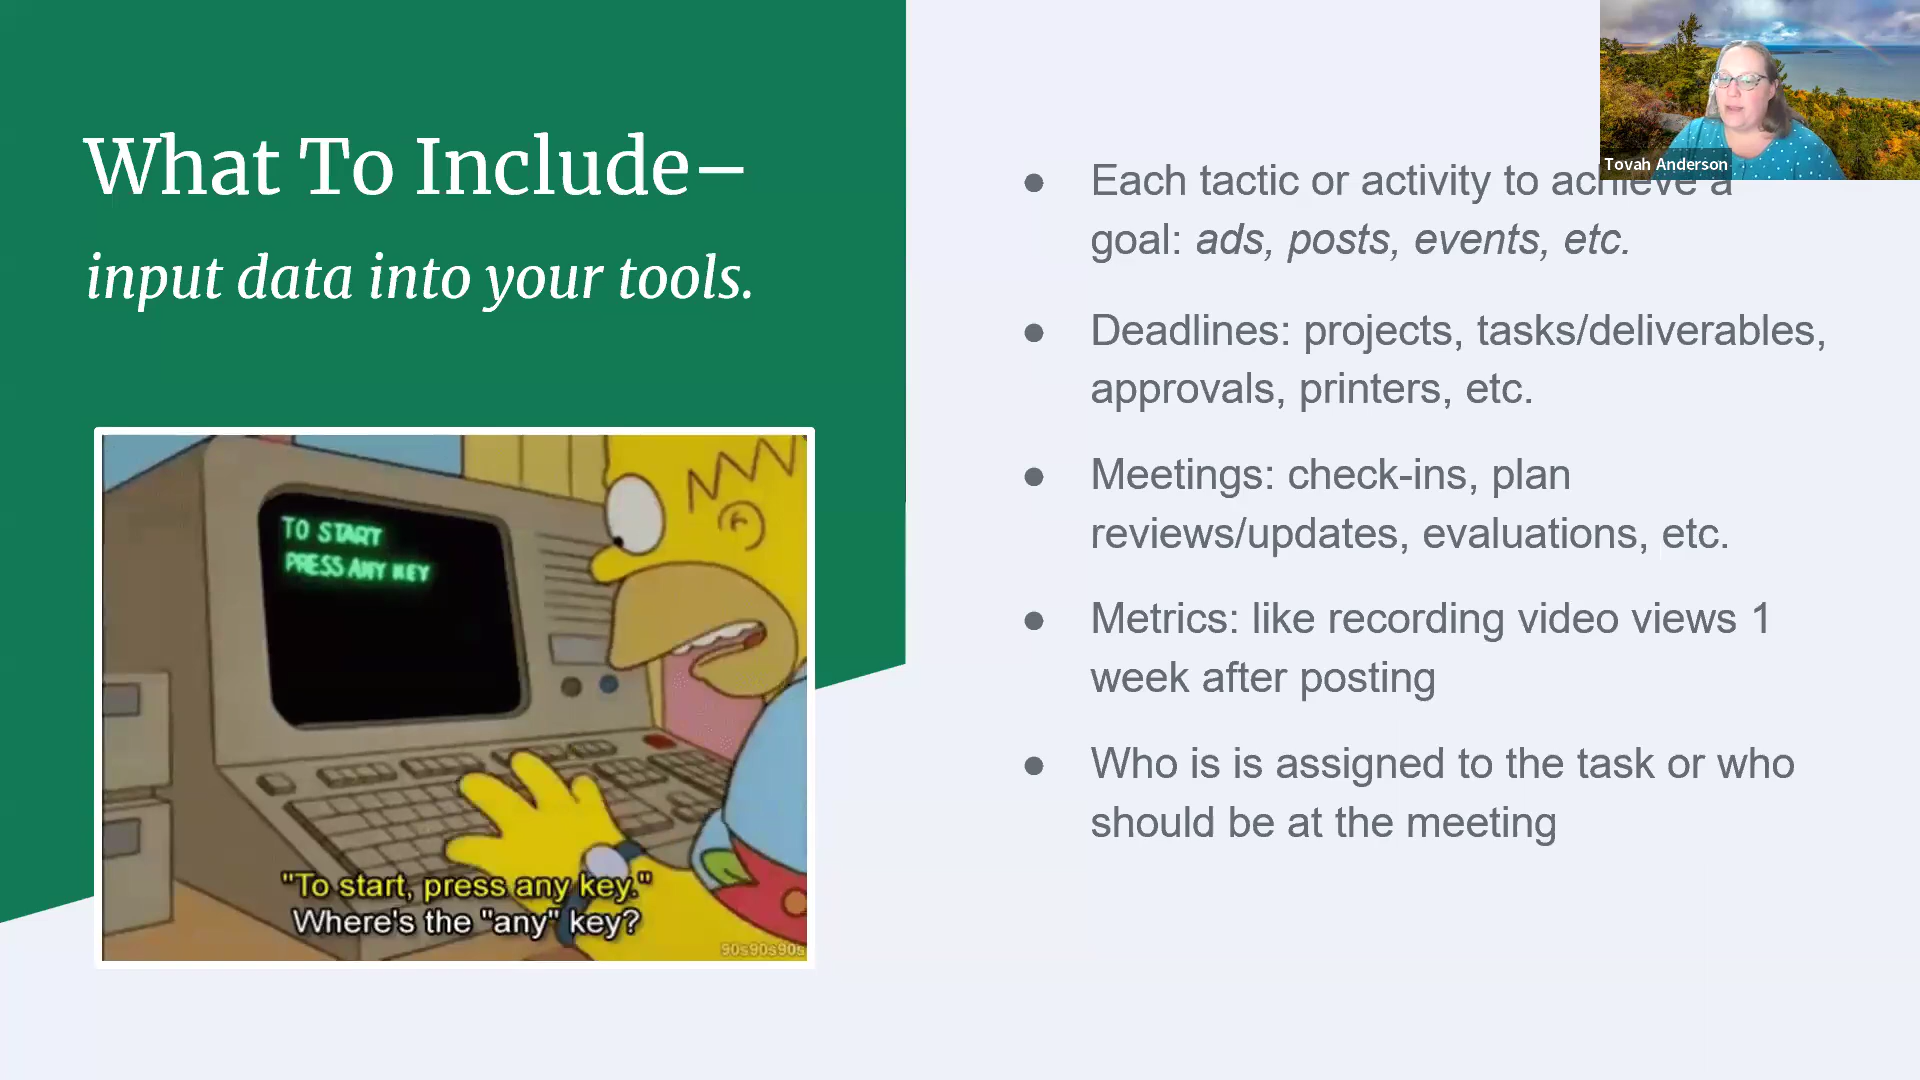 What To Include–
input data into your tools.
TO START
PRESS ANY KEY
"To start, press any key."
Where's the "any" key?
90s90s90s
Tovah Anderson
● Each tactic or activity to achieve a
goal: ads, posts, events, etc.
● Deadlines: projects, tasks/deliverables,
approvals, printers, etc.
● Meetings: check-ins, plan
reviews/updates, evaluations, etc.
● Metrics: like recording video views 1
week after posting
● Who is is assigned to the task or who
should be at the meeting